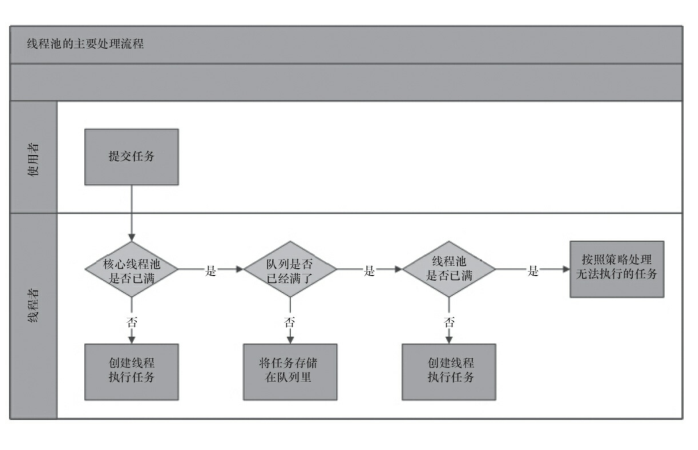 线程池的主要处理流程
使用者
提交任务
线程者
核心线程池
是否已满
是
队列是否
已经满了
是
线程池
是否已满
是
按照策略处理
无法执行的任务
否
否
否
创建线程
执行任务
将任务存储
在队列里
创建线程
执行任务